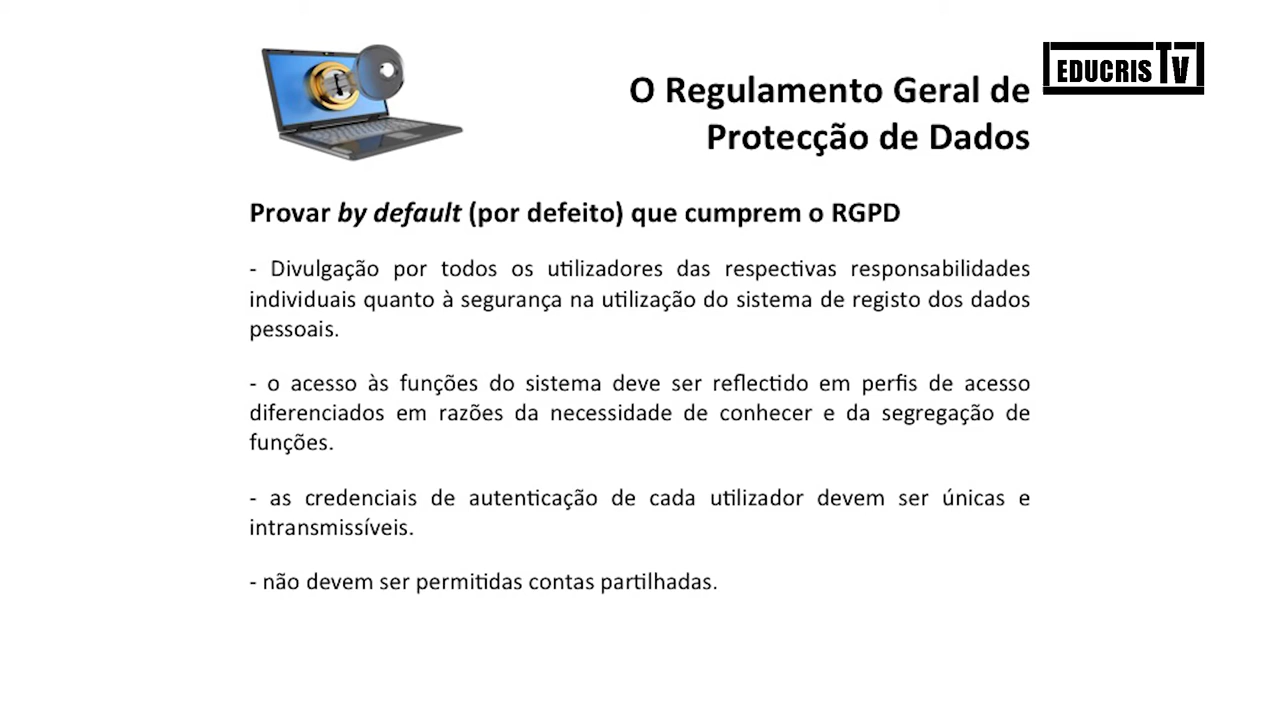 EDUCRIS TV
O Regulamento Geral de
Protecção de Dados
Provar by default (por defeito) que cumprem o RGPD
- Divulgação por todos os utilizadores das respectivas responsabilidades
individuais quanto à segurança na utilização do sistema de registo dos dados
pessoais.
- o acesso às funções do sistema deve ser reflectido em perfis de acesso
diferenciados em razões da necessidade de conhecer e da segregação de
funções.
- as credenciais de autenticação de cada utilizador devem ser únicas e
intransmissíveis.
- não devem ser permitidas contas partilhadas.